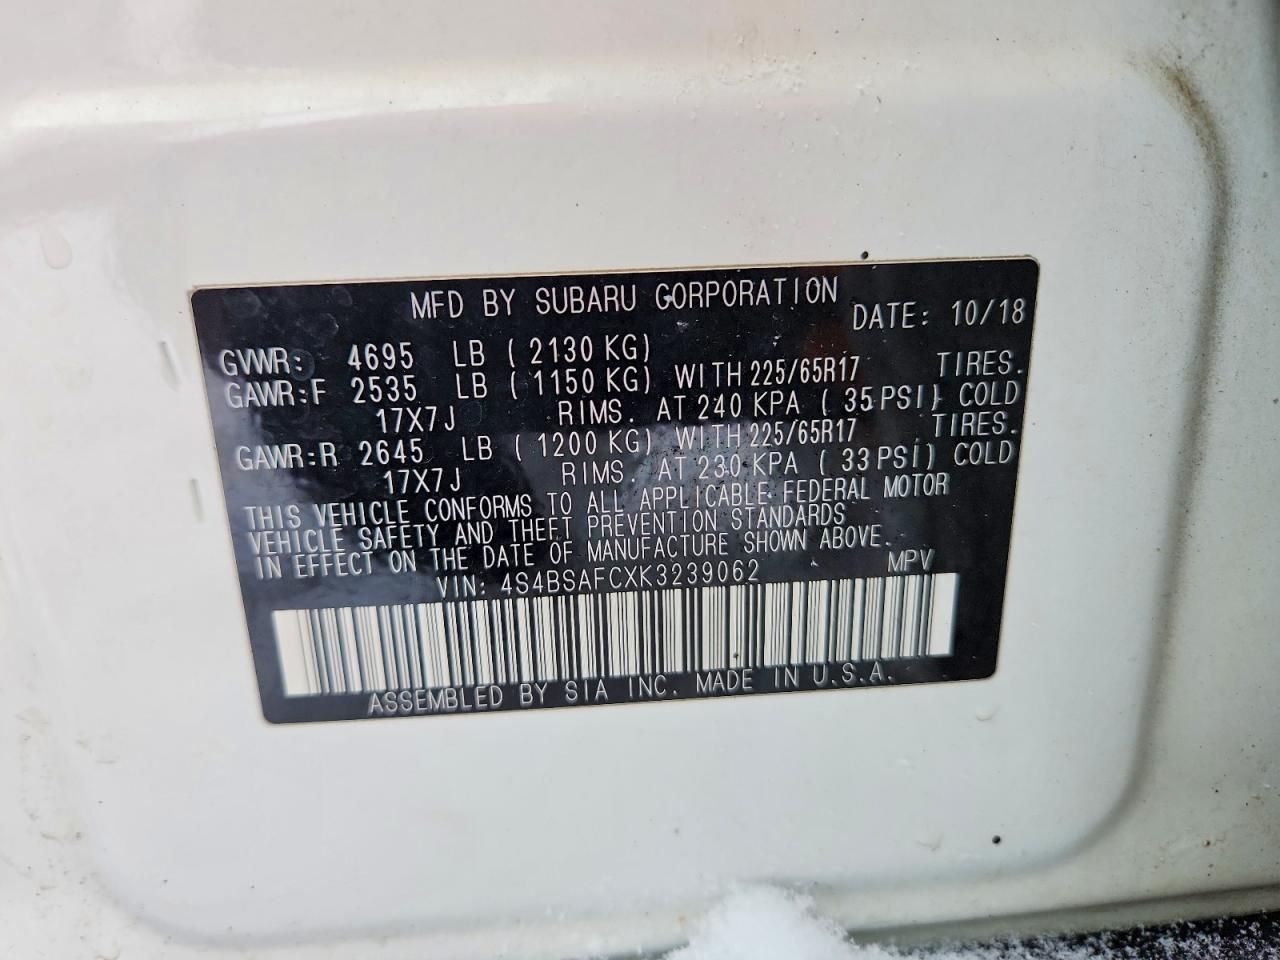 MFD BY SUBARU CORPORATION DATE: 10/18
GVWR: 4695 LB ( 2130 KG)
GAWR:F 2535 LB ( 1150 KG) WITH 225/65R17 TIRES.
17X7J RIMS. AT 240 KPA ( 35 PSI) COLD
GAWR:R 2645 LB ( 1200 KG) WITH 225/65R17 TIRES.
17X7J RIMS. AT 230 KPA ( 33 PSI) COLD
THIS VEHICLE CONFORMS TO ALL APPLICABLE FEDERAL MOTOR
VEHICLE SAFETY AND THEFT PREVENTION STANDARDS
IN EFFECT ON THE DATE OF MANUFACTURE SHOWN ABOVE.
VIN: 4S4BSAFCXK3239062 MPV
ASSEMBLED BY SIA INC. MADE IN U.S.A.